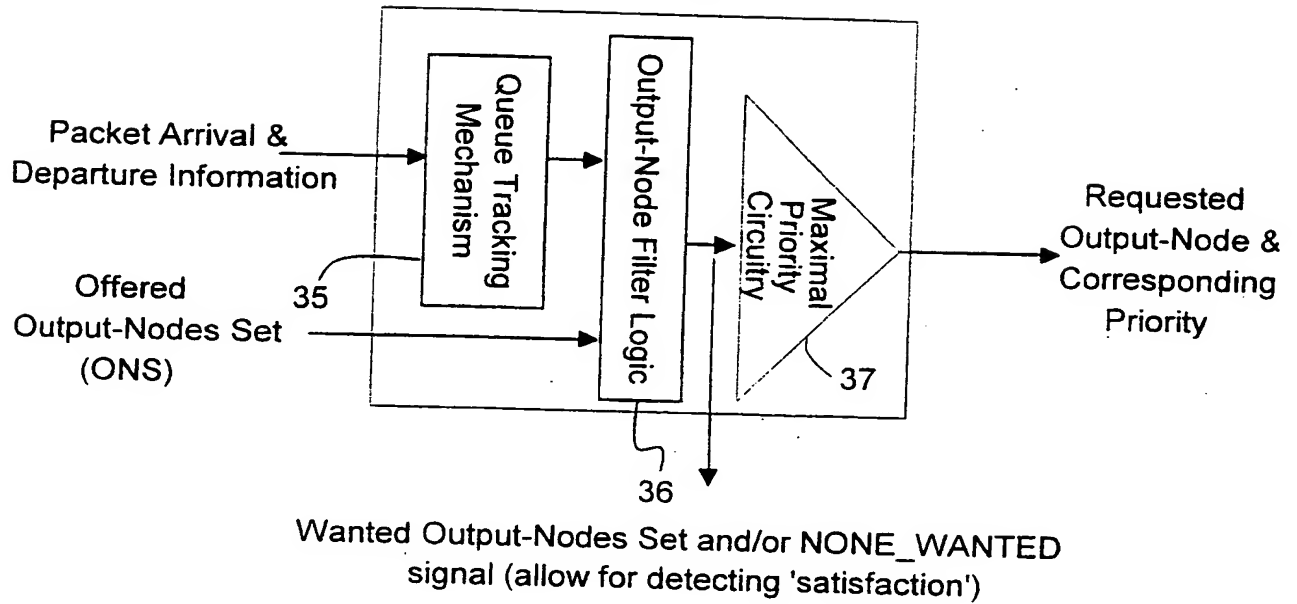 Packet Arrival &
Departure Information
Offered
Output-Nodes Set
(ONS)
35
Queue Tracking
Mechanism
Output-Node Filter Logic
36
Maximal
Priority
Circuitry
37
Requested
Output-Node &
Corresponding
Priority
Wanted Output-Nodes Set and/or NONE_WANTED
signal (allow for detecting 'satisfaction')